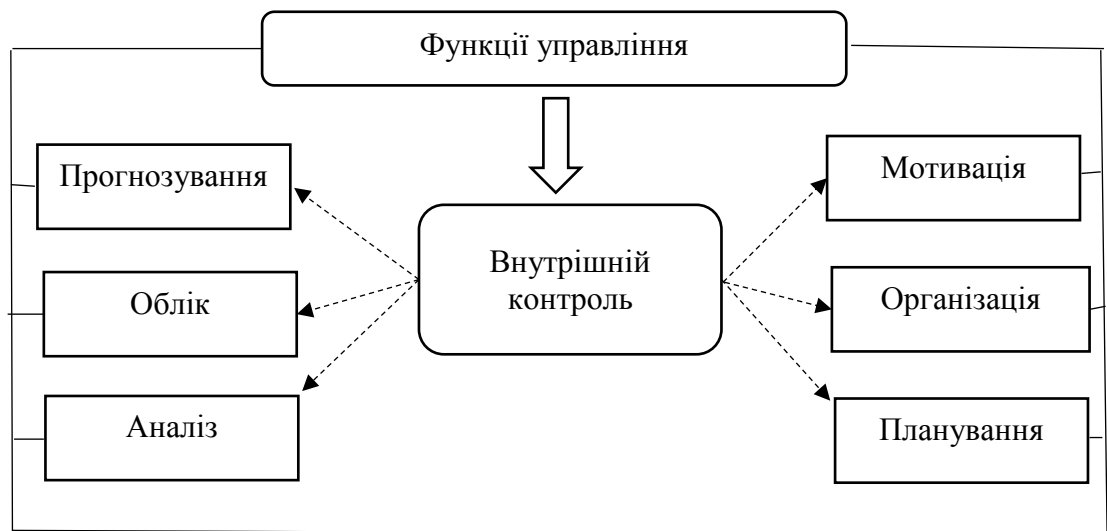 Функції управління
Прогнозування
Мотивація
Внутрішній
контроль
Облік
Організація
Аналіз
Планування